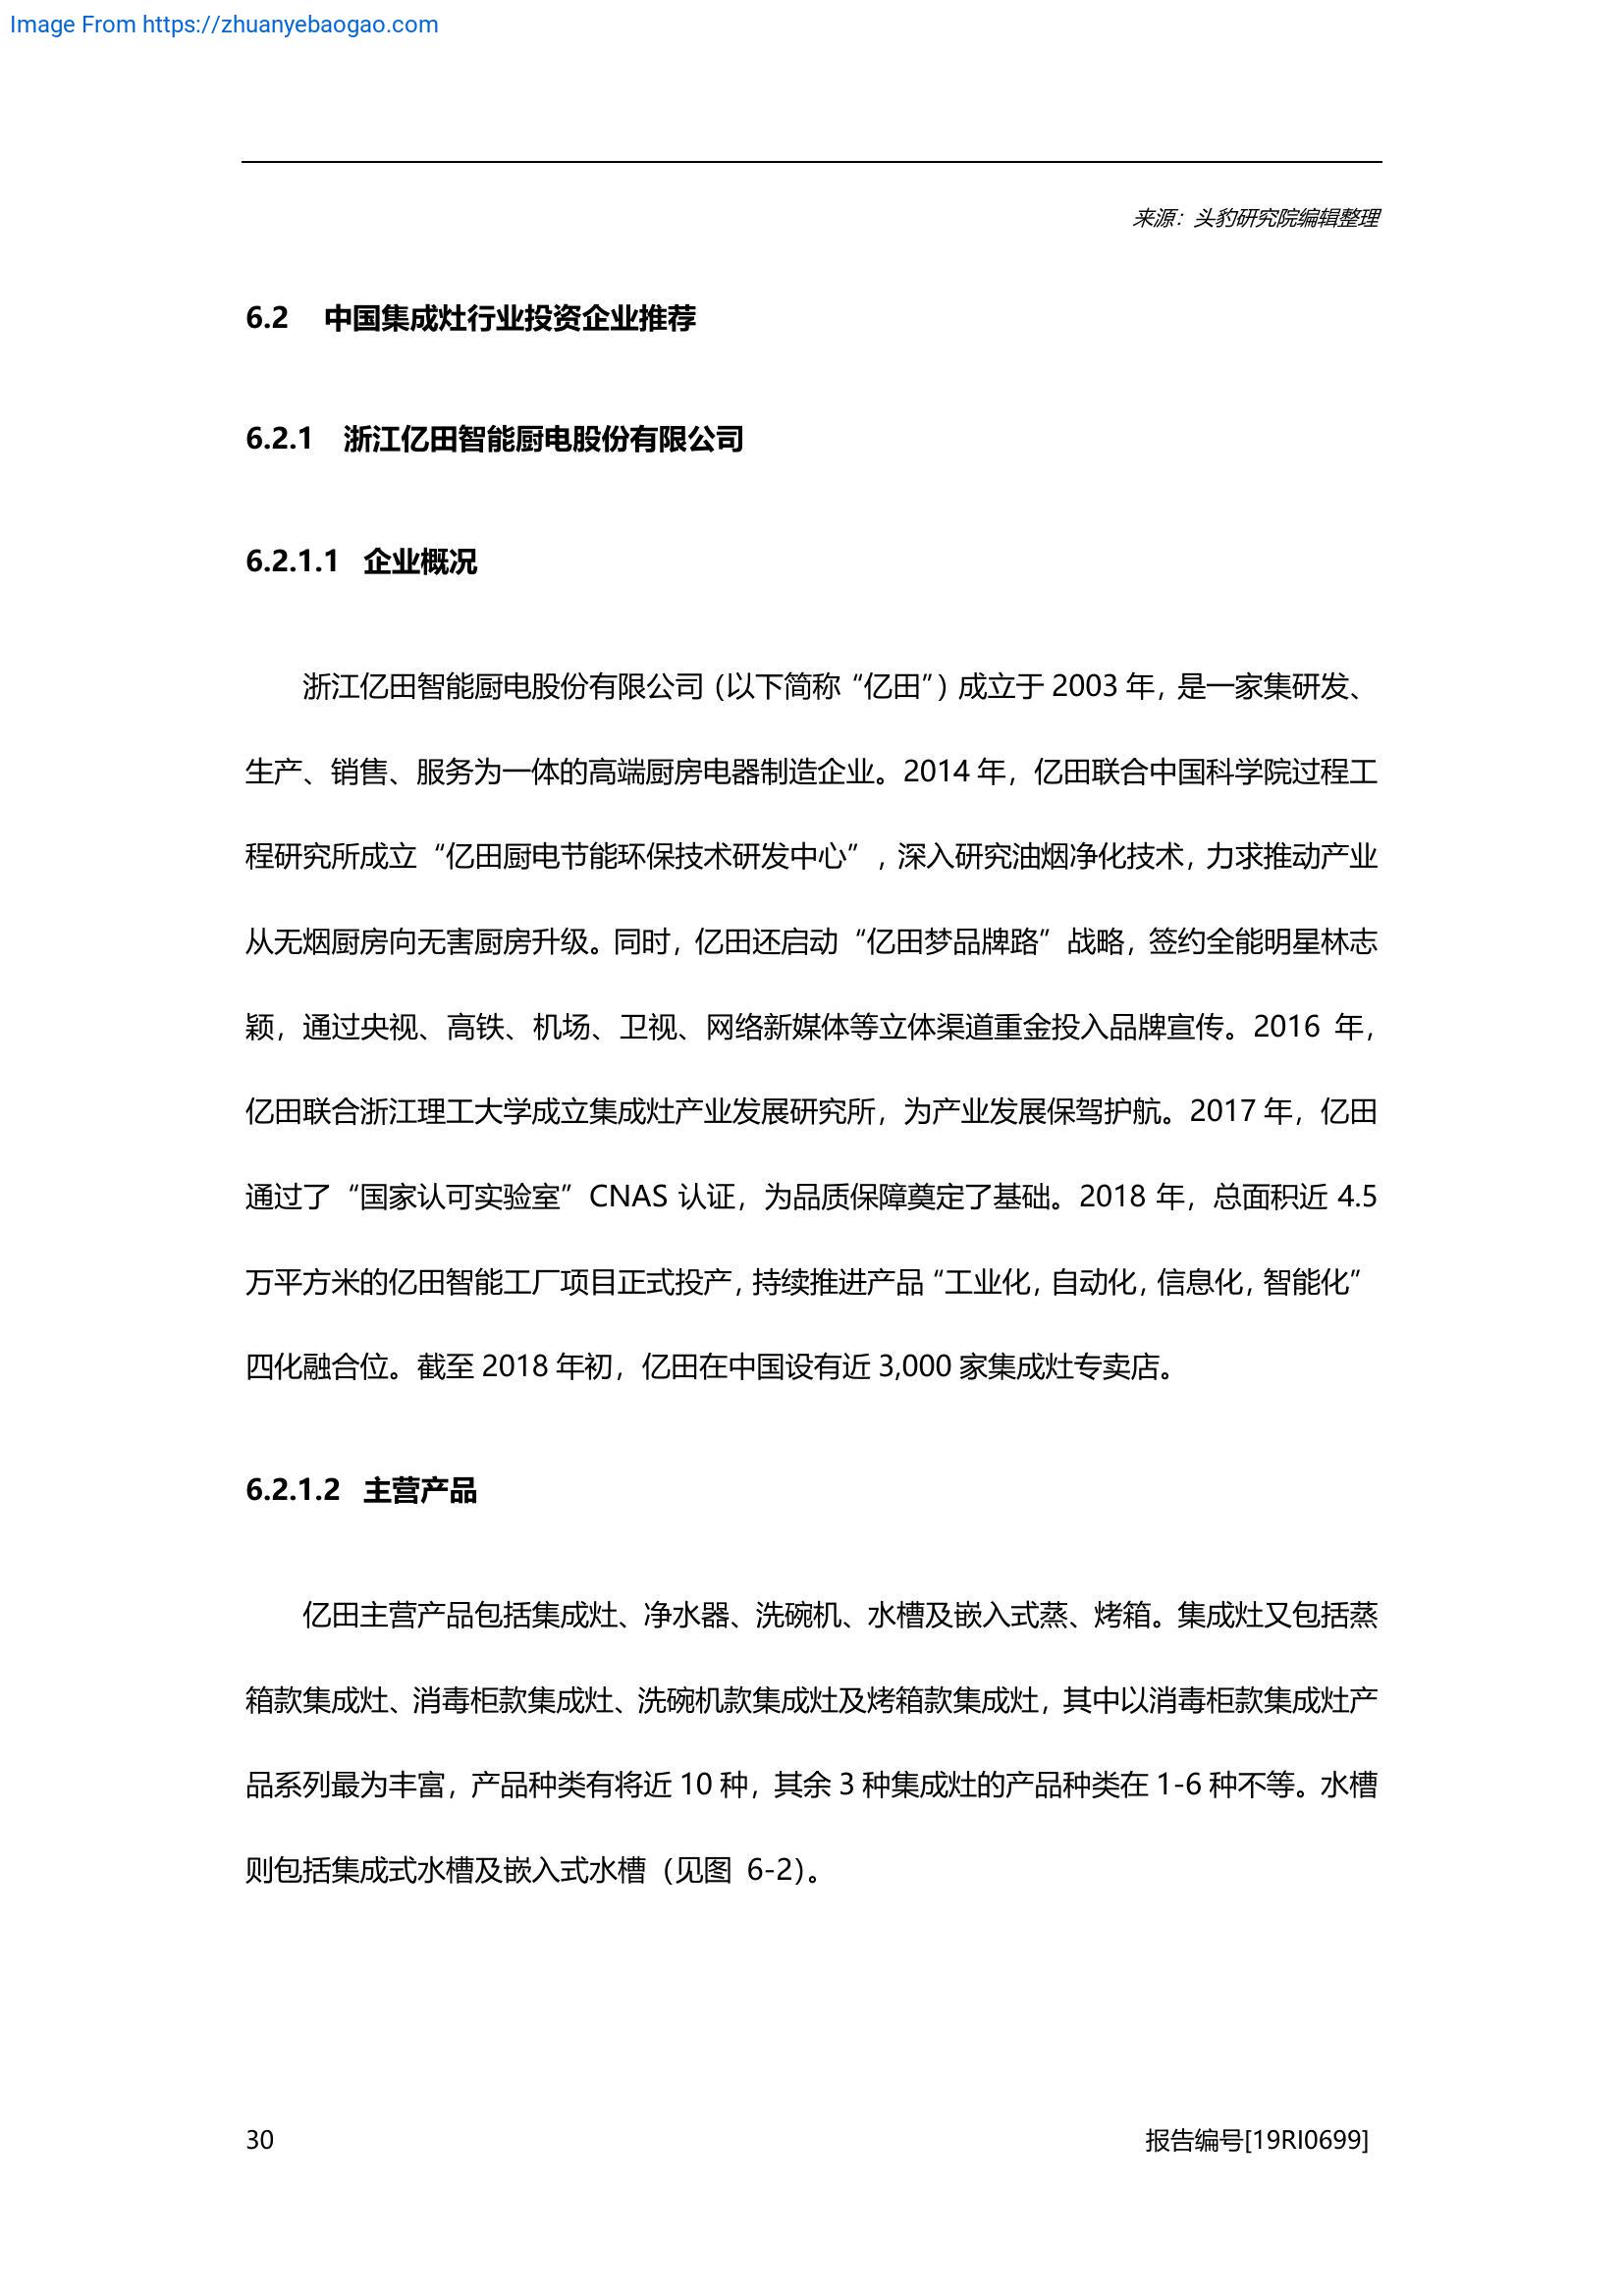 Image From https://zhuanyebaogao.com
来源：头豹研究院编辑整理
6.2 中国集成灶行业投资企业推荐
6.2.1 浙江亿田智能厨电股份有限公司
6.2.1.1 企业概况
浙江亿田智能厨电股份有限公司（以下简称“亿田”）成立于 2003 年，是一家集研发、
生产、销售、服务为一体的高端厨房电器制造企业。2014 年，亿田联合中国科学院过程工
程研究所成立“亿田厨电节能环保技术研发中心”，深入研究油烟净化技术，力求推动产业
从无烟厨房向无害厨房升级。同时，亿田还启动“亿田梦品牌路”战略，签约全能明星林志
颖，通过央视、高铁、机场、卫视、网络新媒体等立体渠道重金投入品牌宣传。2016 年，
亿田联合浙江理工大学成立集成灶产业发展研究所，为产业发展保驾护航。2017 年，亿田
通过了“国家认可实验室”CNAS 认证，为品质保障奠定了基础。2018 年，总面积近 4.5
万平方米的亿田智能工厂项目正式投产，持续推进产品“工业化，自动化，信息化，智能化”
四化融合位。截至 2018 年初，亿田在中国设有近 3,000 家集成灶专卖店。
6.2.1.2 主营产品
亿田主营产品包括集成灶、净水器、洗碗机、水槽及嵌入式蒸、烤箱。集成灶又包括蒸
箱款集成灶、消毒柜款集成灶、洗碗机款集成灶及烤箱款集成灶，其中以消毒柜款集成灶产
品系列最为丰富，产品种类有将近 10 种，其余 3 种集成灶的产品种类在 1-6 种不等。水槽
则包括集成式水槽及嵌入式水槽（见图 6-2）。
30 报告编号[19RI0699]